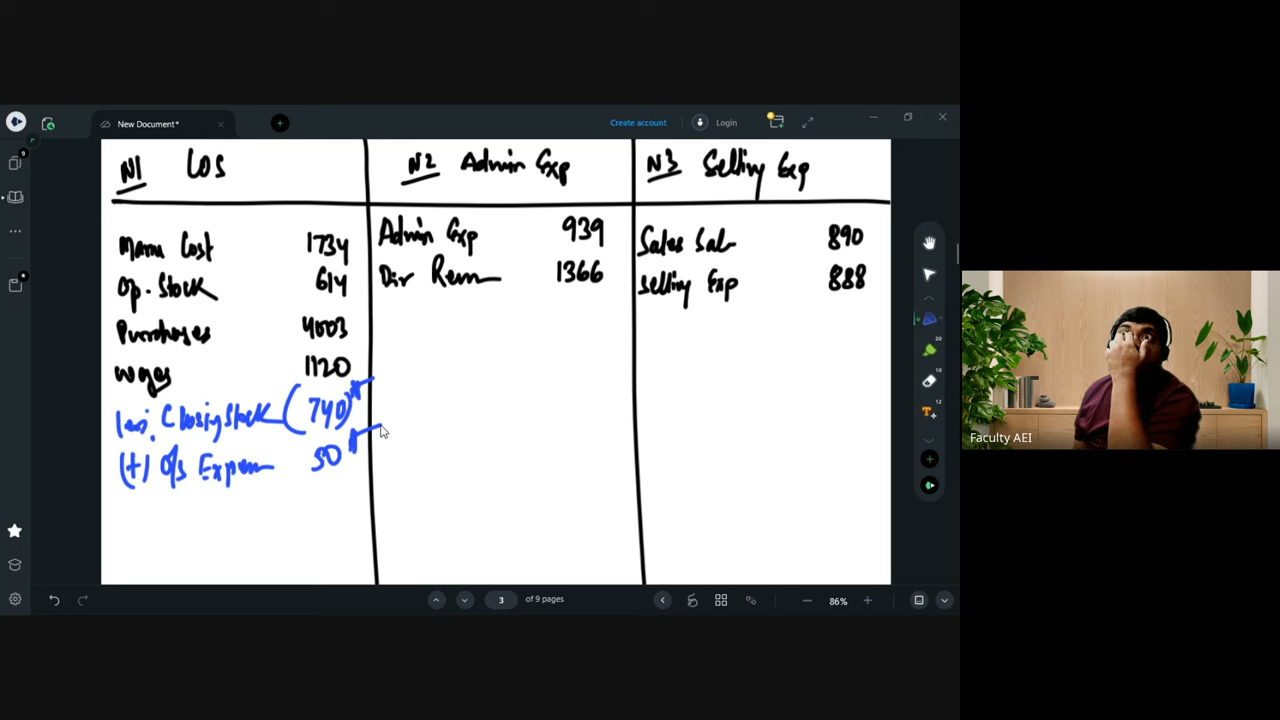 New Document*
Create account
Login
N1 COS
N2 Admin Exp
N3 Selling Exp
Manu Cost 1734
Op. Stock 614
Purchases 4003
Wages 1120
Less. Closing Stock (740)
(+) O/s Expen 30
Admin Exp 939
Dir Rem 1366
Sales Sal 890
Selling Exp 888
3 of 9 pages
86%
Faculty AEI